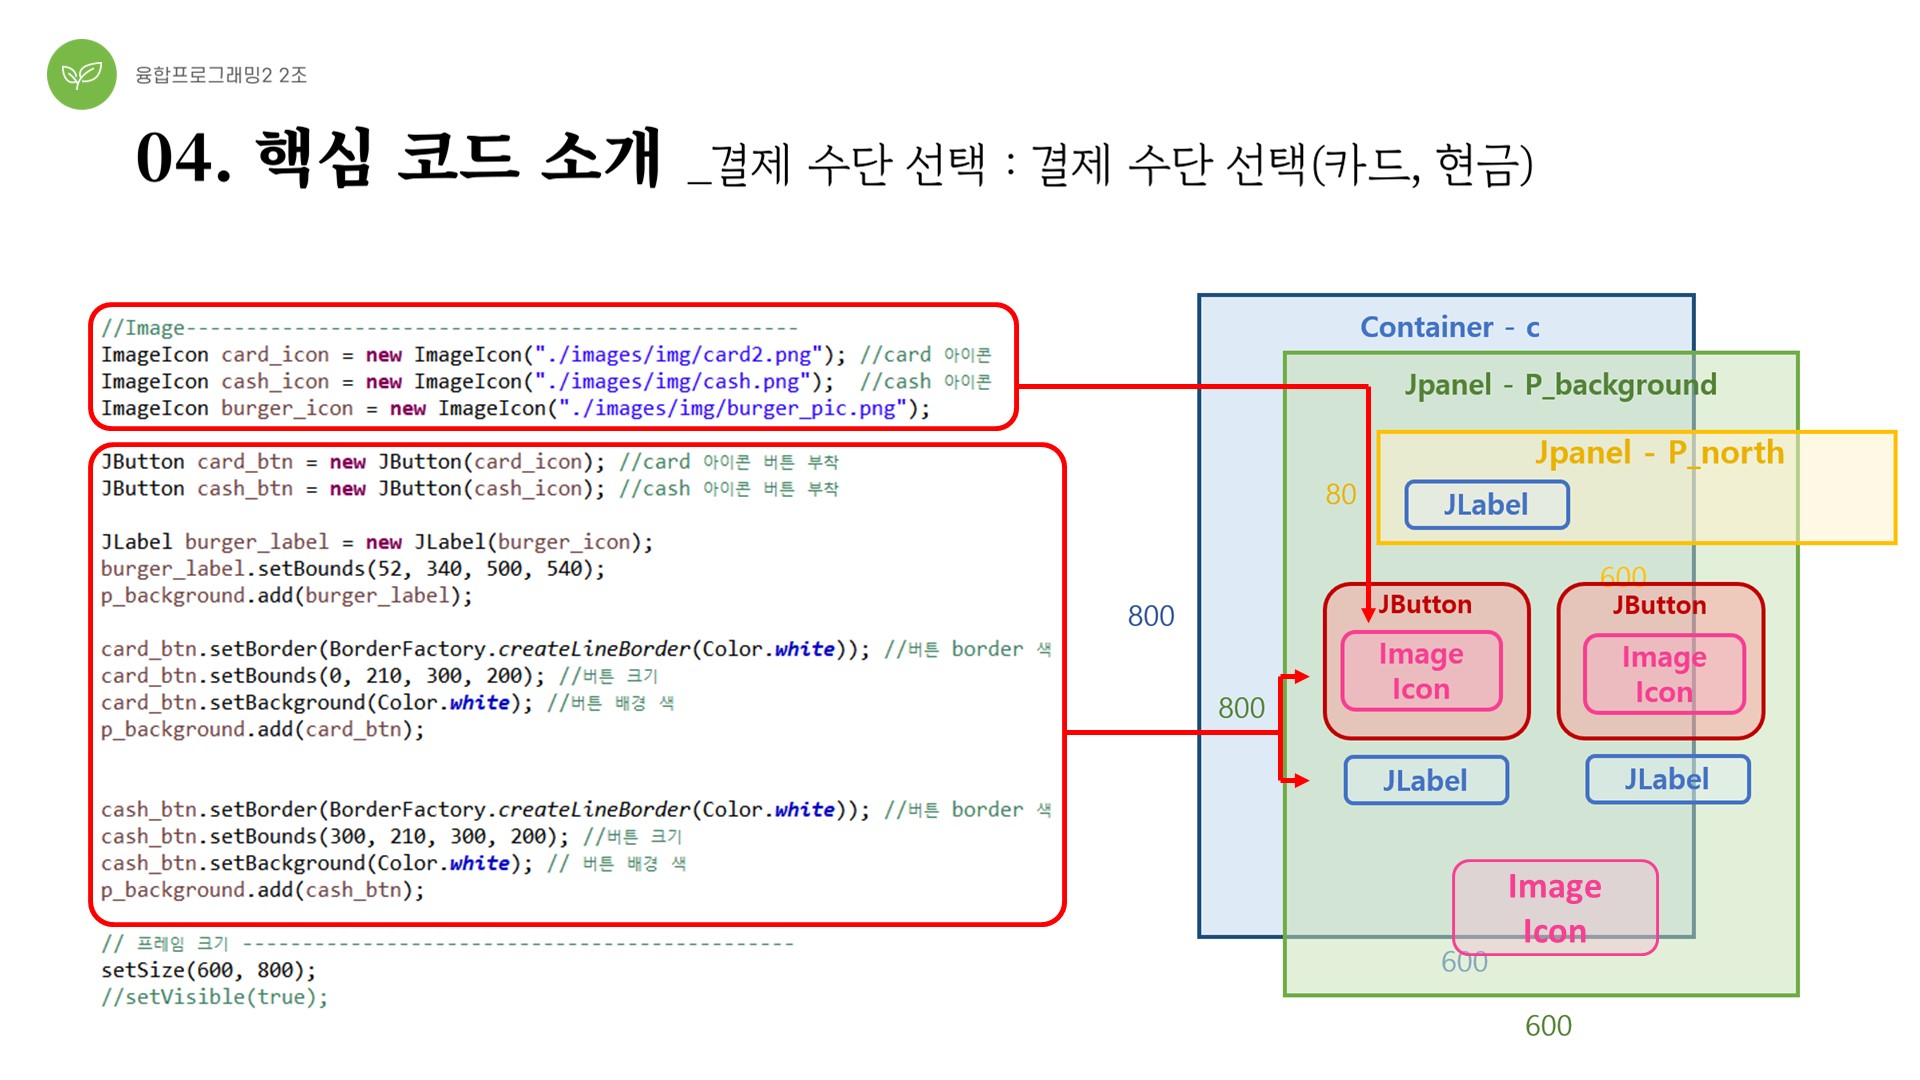 융합프로그래밍2 2조
04. 핵심 코드 소개 _결제 수단 선택 : 결제 수단 선택(카드, 현금)
//Image---------------------------------------------------
ImageIcon card_icon = new ImageIcon("./images/img/card2.png"); //card 아이콘
ImageIcon cash_icon = new ImageIcon("./images/img/cash.png");  //cash 아이콘
ImageIcon burger_icon = new ImageIcon("./images/img/burger_pic.png");
JButton card_btn = new JButton(card_icon); //card 아이콘 버튼 부착
JButton cash_btn = new JButton(cash_icon); //cash 아이콘 버튼 부착
JLabel burger_label = new JLabel(burger_icon);
burger_label.setBounds(52, 340, 500, 540);
p_background.add(burger_label);
card_btn.setBorder(BorderFactory.createLineBorder(Color.white)); //버튼 border 색
card_btn.setBounds(0, 210, 300, 200); //버튼 크기
card_btn.setBackground(Color.white); //버튼 배경 색
p_background.add(card_btn);
cash_btn.setBorder(BorderFactory.createLineBorder(Color.white)); //버튼 border 색
cash_btn.setBounds(300, 210, 300, 200); //버튼 크기
cash_btn.setBackground(Color.white); // 버튼 배경 색
p_background.add(cash_btn);
// 프레임 크기 ----------------------------------------------
setSize(600, 800);
//setVisible(true);
Container - c
Jpanel - P_background
Jpanel - P_north
80
JLabel
600
800
JButton
JButton
Image
Icon
Image
Icon
800
JLabel
JLabel
Image
Icon
600
600